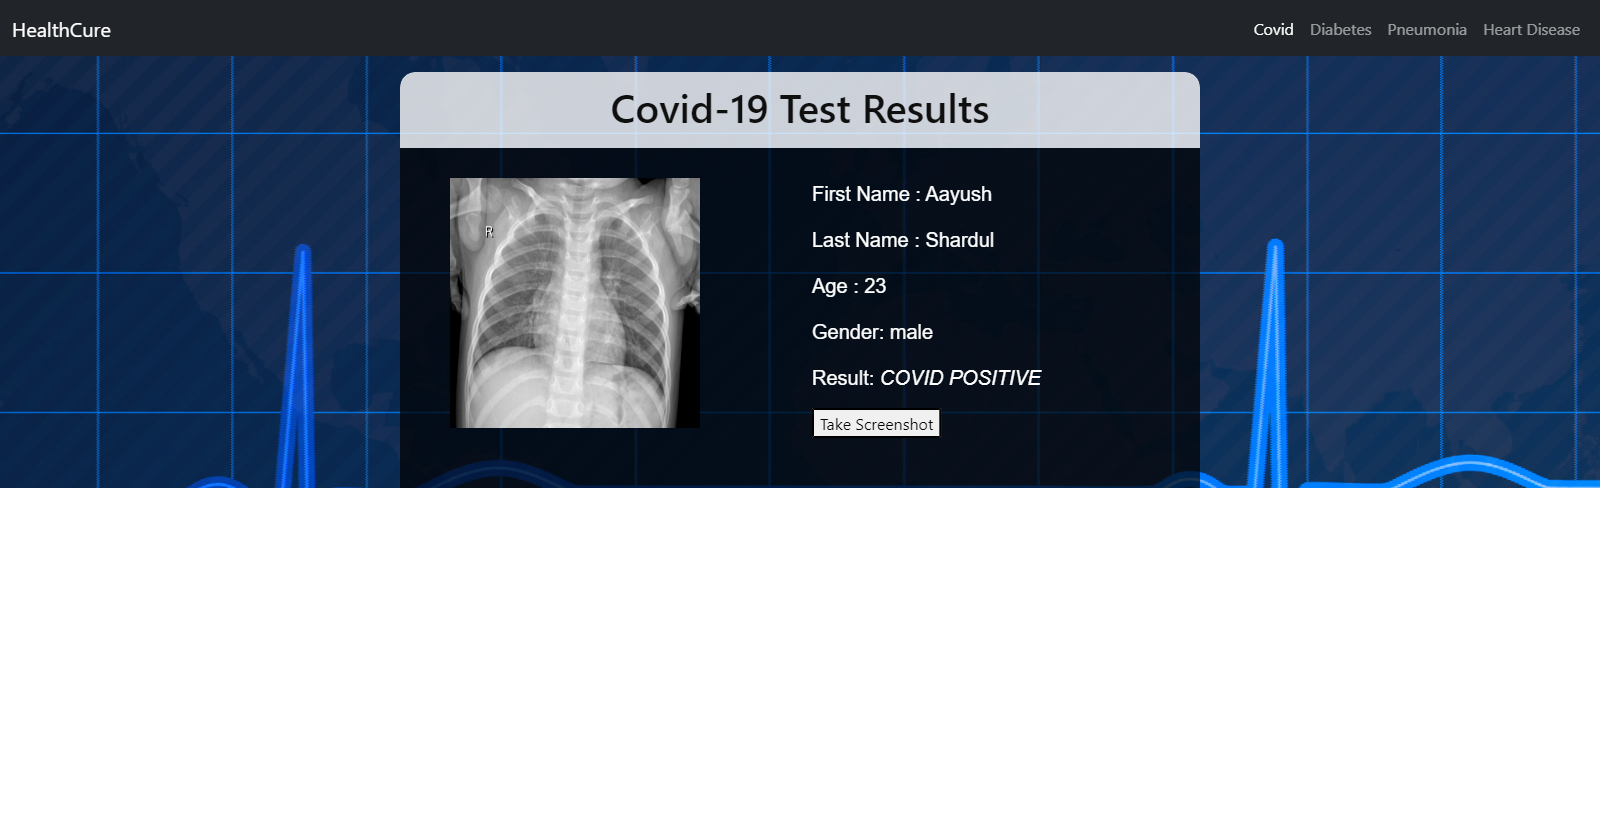 HealthCure
Covid Diabetes Pneumonia Heart Disease
Covid-19 Test Results
R
First Name : Aayush
Last Name : Shardul
Age : 23
Gender: male
Result: COVID POSITIVE
Take Screenshot